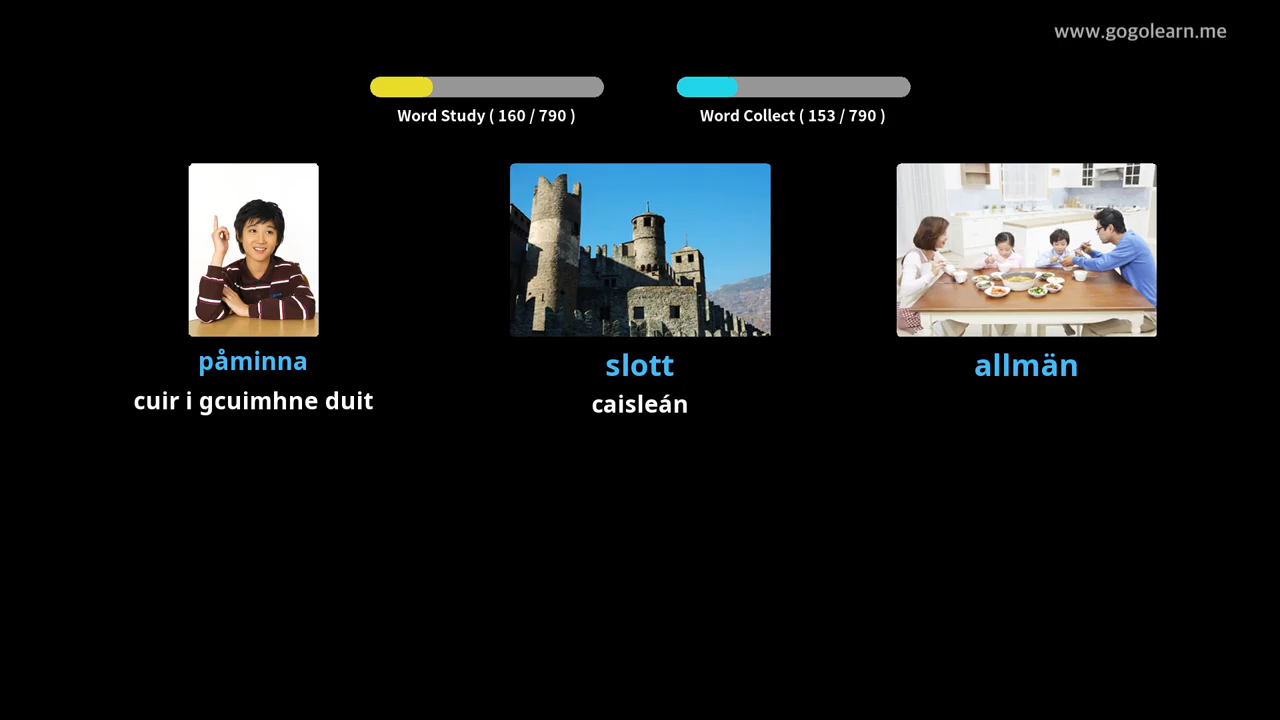 www.gogolearn.me
Word Study ( 160 / 790 )
Word Collect ( 153 / 790 )
påminna
cuir i gcuimhne duit
slott
caisleán
allmän